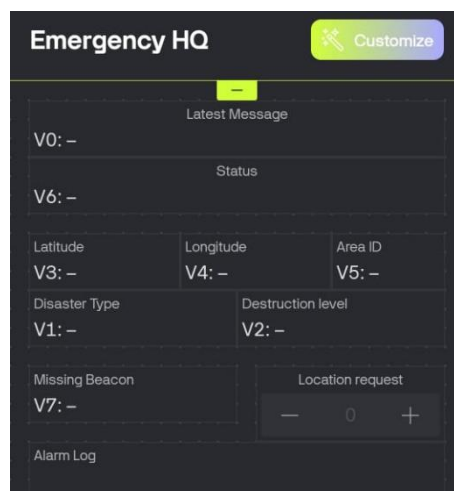 Emergency HQ
Customize
Latest Message
V0: –
Status
V6: –
Latitude Longitude Area ID
V3: – V4: – V5: –
Disaster Type Destruction level
V1: – V2: –
Missing Beacon Location request
V7: – — 0 +
Alarm Log